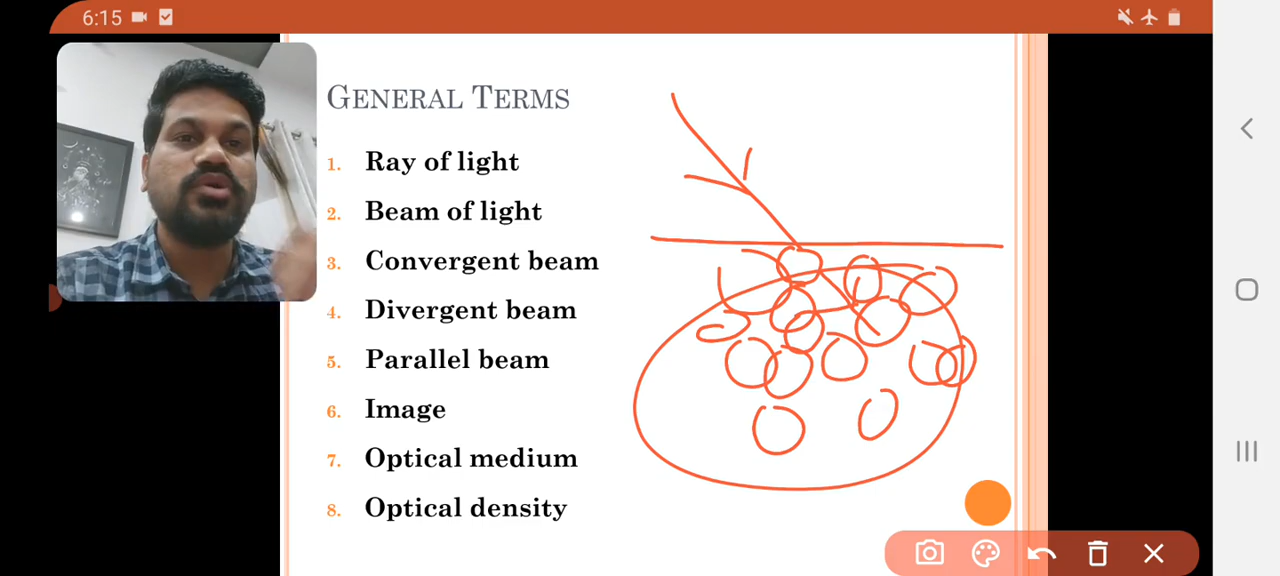 6:15
GENERAL TERMS
1. Ray of light
2. Beam of light
3. Convergent beam
4. Divergent beam
5. Parallel beam
6. Image
7. Optical medium
8. Optical density